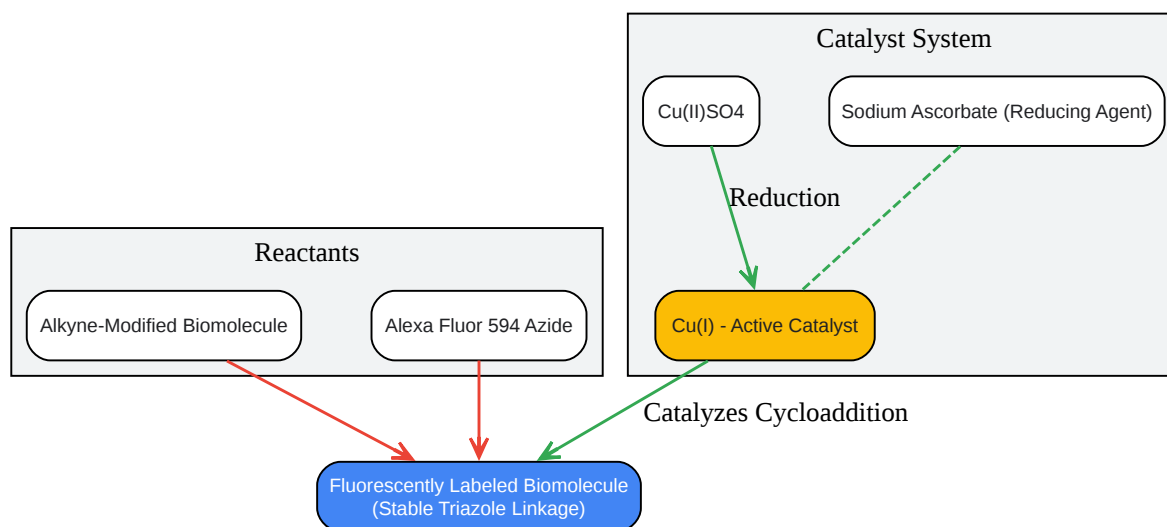 Catalyst System
Cu(II)SO4
Sodium Ascorbate (Reducing Agent)
Reduction
Reactants
Alkyne-Modified Biomolecule
Alexa Fluor 594 Azide
Cu(I) - Active Catalyst
Catalyzes Cycloaddition
Fluorescently Labeled Biomolecule
(Stable Triazole Linkage)